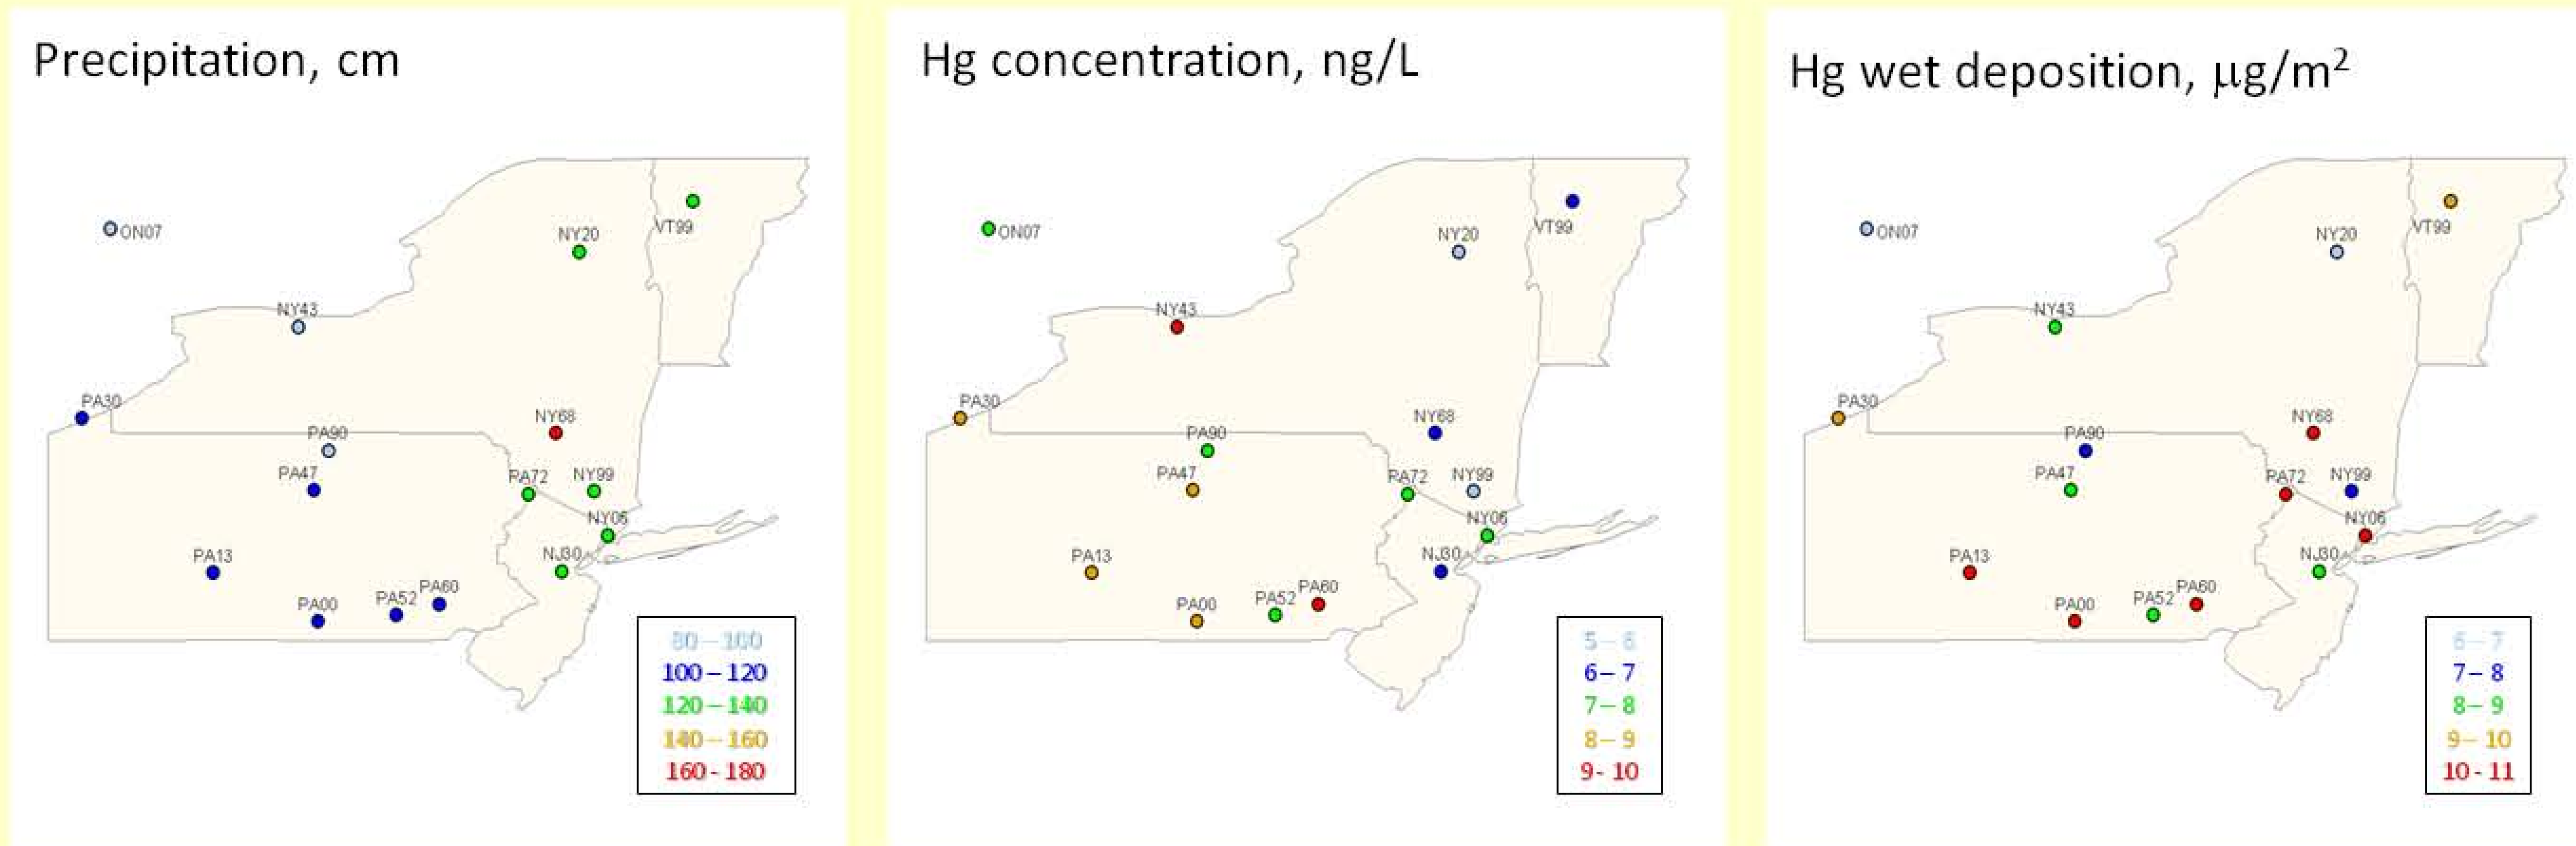 Precipitation, cm
ON07
NY20
VT99
NY43
PA30
NY68
PA90
PA47
PA72
NY99
NY06
PA13
NJ30
PA60
PA52
PA00
80 – 100
100 – 120
120 – 140
140 – 160
160 - 180
Hg concentration, ng/L
ON07
NY20
VT99
NY43
PA30
NY68
PA90
PA47
PA72
NY99
NY06
PA13
NJ30
PA60
PA52
PA00
5 – 6
6 – 7
7 – 8
8 – 9
9 - 10
Hg wet deposition, µg/m²
ON07
NY20
VT99
NY43
PA30
NY68
PA90
PA47
PA72
NY99
NY06
PA13
NJ30
PA60
PA52
PA00
6 – 7
7 – 8
8 – 9
9 – 10
10 - 11